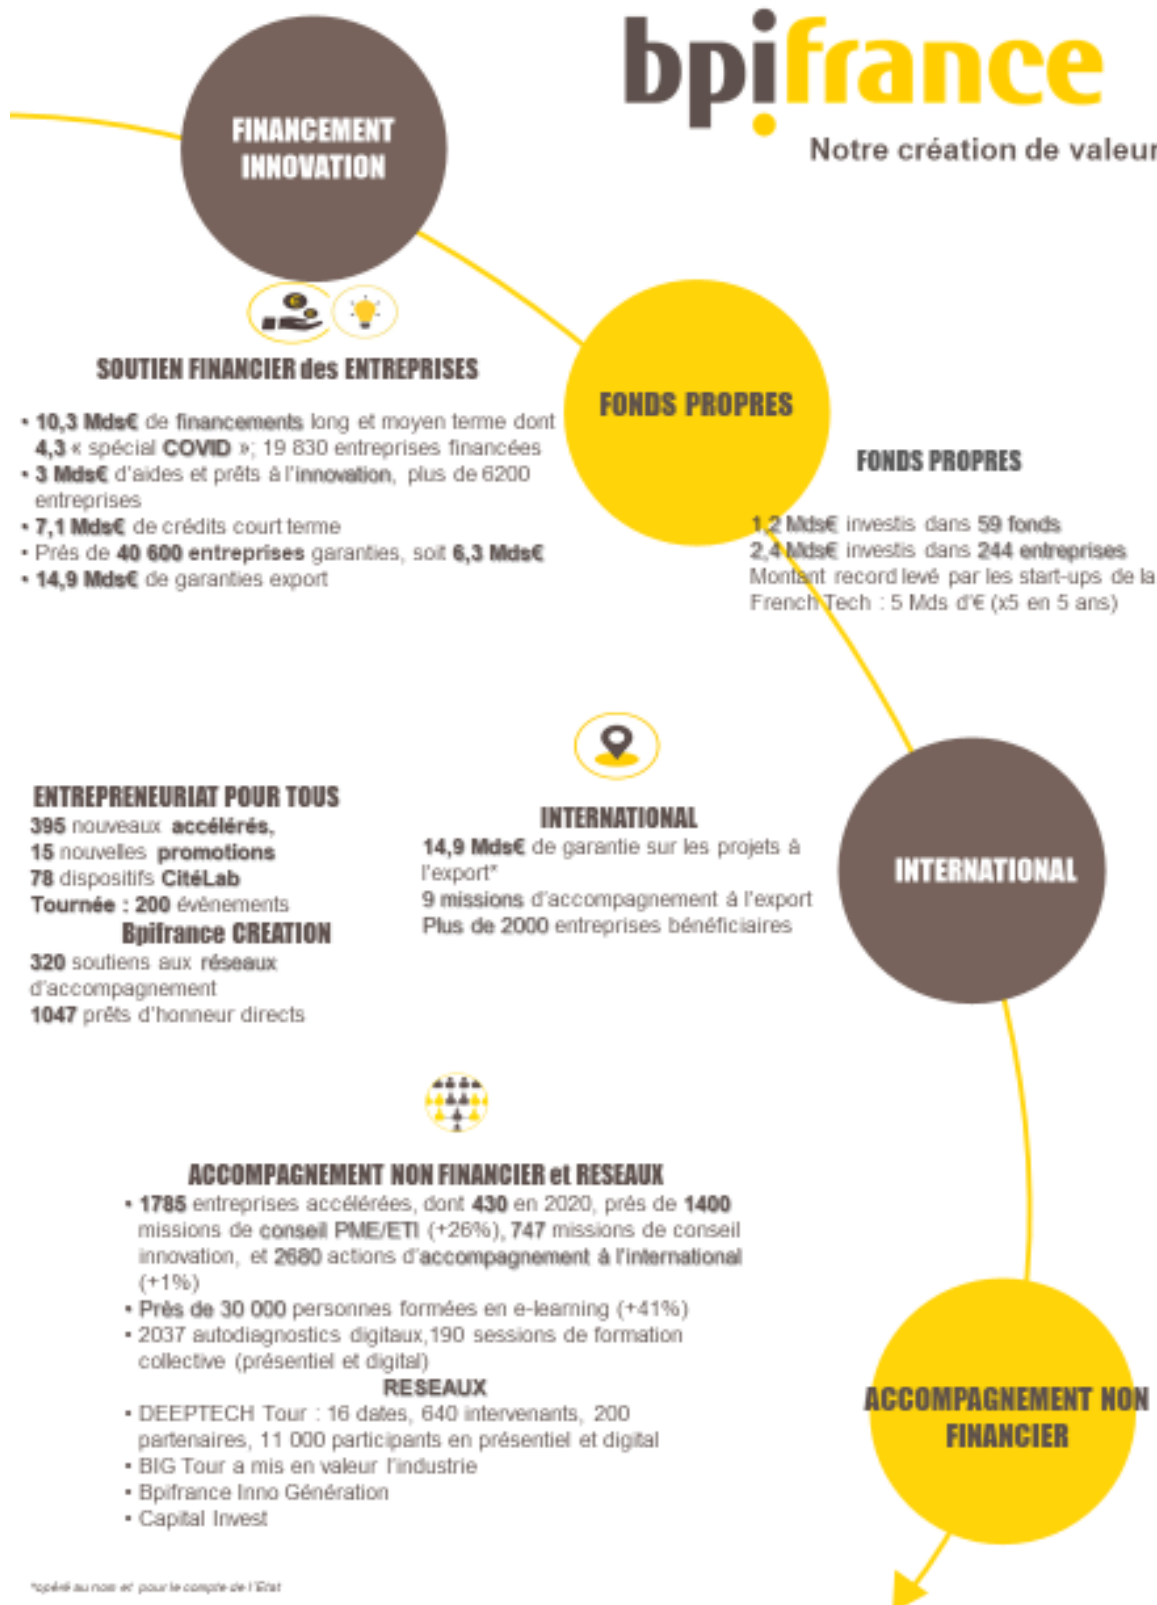 bpifrance
Notre création de valeur
FINANCEMENT
INNOVATION
SOUTIEN FINANCIER des ENTREPRISES
• 10,3 Mds€ de financements long et moyen terme dont
4,3 « spécial COVID »; 19 830 entreprises financées
• 3 Mds€ d'aides et prêts à l'innovation, plus de 6200
entreprises
• 7,1 Mds€ de crédits court terme
• Près de 40 600 entreprises garanties, soit 6,3 Mds€
• 14,9 Mds€ de garanties export
FONDS PROPRES
FONDS PROPRES
1,2 Mds€ investis dans 59 fonds
2,4 Mds€ investis dans 244 entreprises
Montant record levé par les start-ups de la
French Tech : 5 Mds d'€ (x5 en 5 ans)
ENTREPRENEURIAT POUR TOUS
395 nouveaux accélérés,
15 nouvelles promotions
78 dispositifs CitéLab
Tournée : 200 évènements
Bpifrance CREATION
320 soutiens aux réseaux
d'accompagnement
1047 prêts d'honneur directs
INTERNATIONAL
14,9 Mds€ de garantie sur les projets à
l'export*
9 missions d'accompagnement à l'export
Plus de 2000 entreprises bénéficiaires
INTERNATIONAL
ACCOMPAGNEMENT NON FINANCIER et RESEAUX
• 1785 entreprises accélérées, dont 430 en 2020, près de 1400
missions de conseil PME/ETI (+26%), 747 missions de conseil
innovation, et 2680 actions d'accompagnement à l'international
(+1%)
• Près de 30 000 personnes formées en e-learning (+41%)
• 2037 autodiagnostics digitaux,190 sessions de formation
collective (présentiel et digital)
RESEAUX
• DEEPTECH Tour : 16 dates, 640 intervenants, 200
partenaires, 11 000 participants en présentiel et digital
• BIG Tour a mis en valeur l'industrie
• Bpifrance Inno Génération
• Capital Invest
ACCOMPAGNEMENT NON
FINANCIER
*opéré au nom et pour le compte de l'Etat